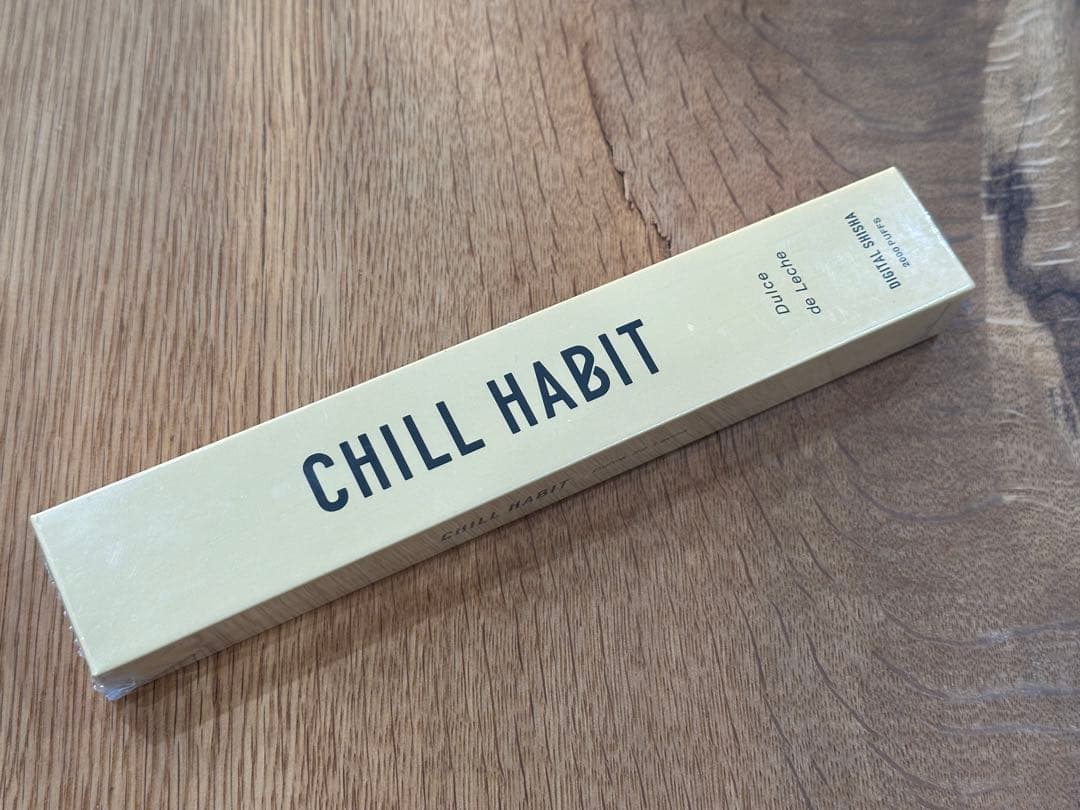 CHILL HABIT
Dulce
de Leche
DIGITAL SHISHA
2000 PUFFS
CHILL HABIT